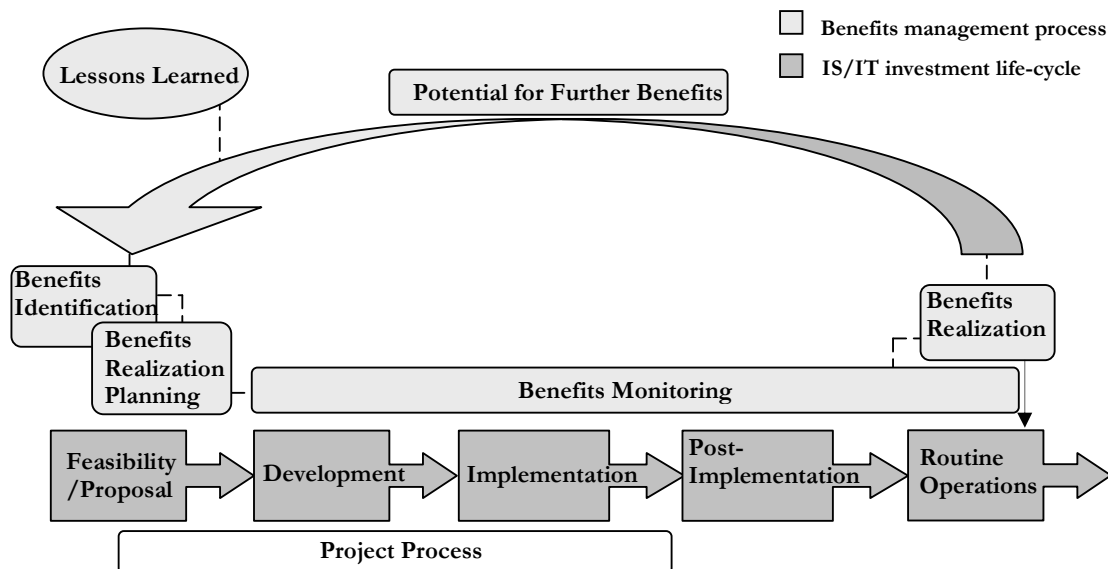 Benefits management process
IS/IT investment life-cycle
Lessons Learned
Potential for Further Benefits
Benefits
Identification
Benefits
Realization
Planning
Benefits
Realization
Benefits Monitoring
Feasibility
/Proposal
Development
Implementation
Post-
Implementation
Routine
Operations
Project Process